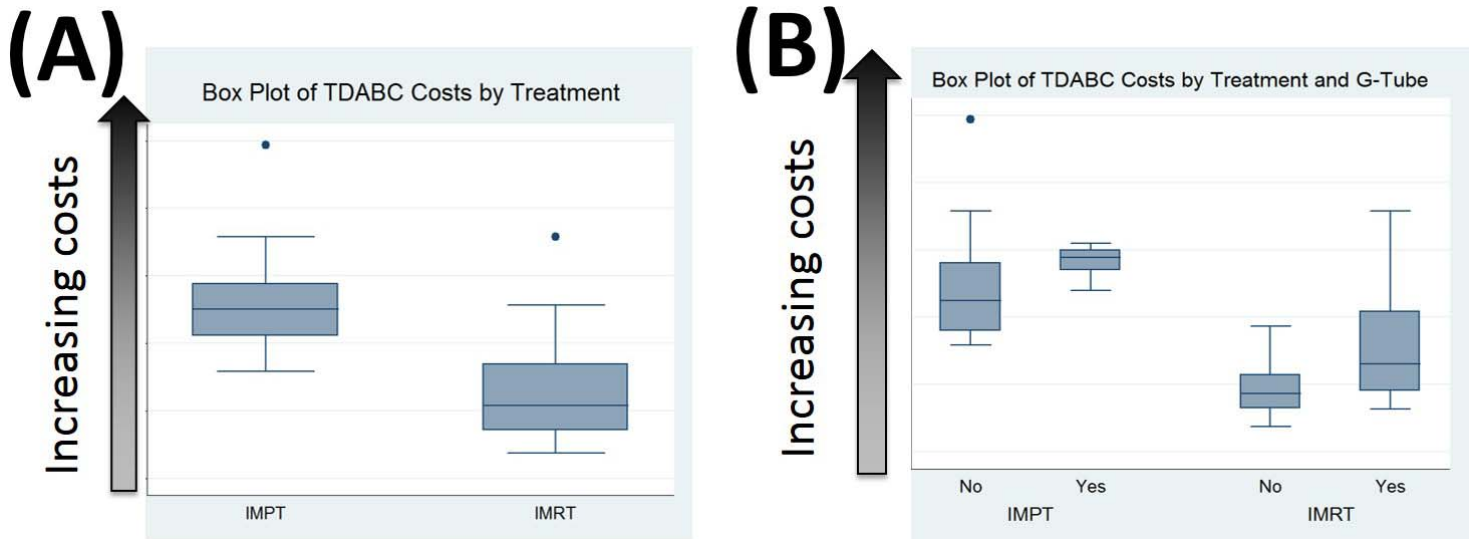 (A)
Box Plot of TDABC Costs by Treatment
Increasing costs
IMPT IMRT
(B)
Box Plot of TDABC Costs by Treatment and G-Tube
Increasing costs
No Yes No Yes
IMPT IMRT